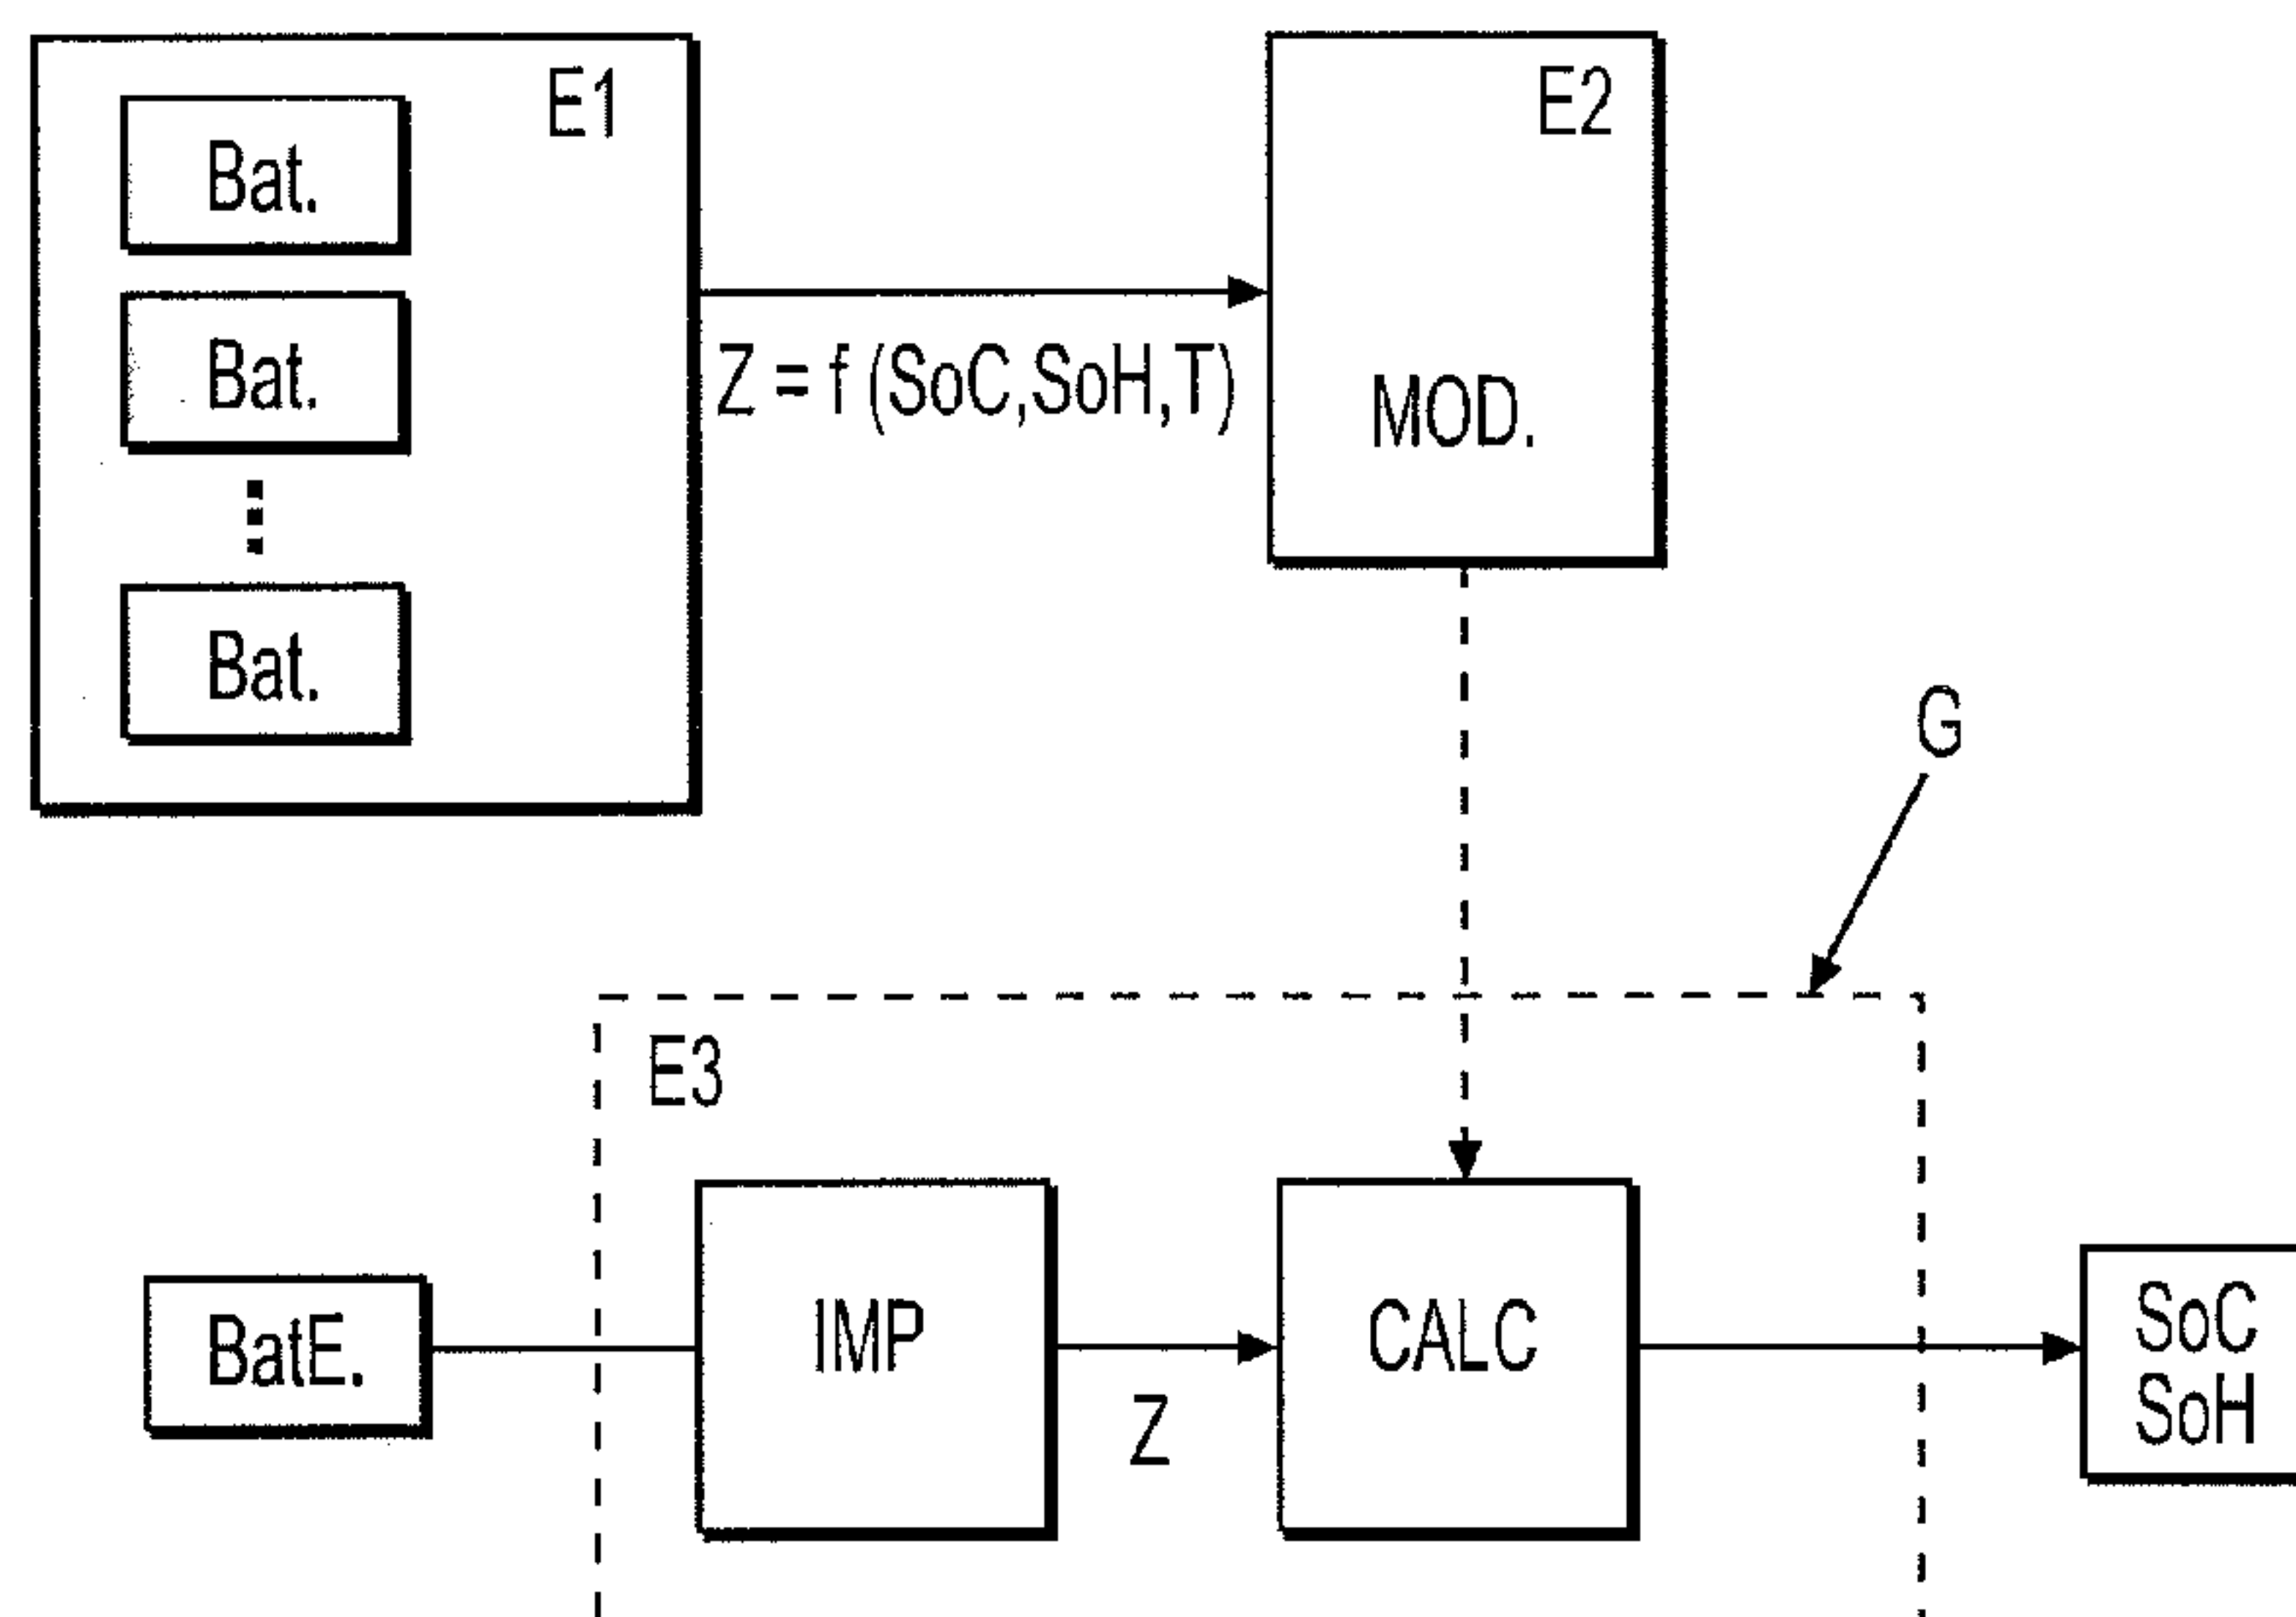 E1
Bat.
Bat.
Bat.
Z = f (SoC,SoH,T)
E2
MOD.
G
E3
BatE.
IMP
Z
CALC
SoC
SoH